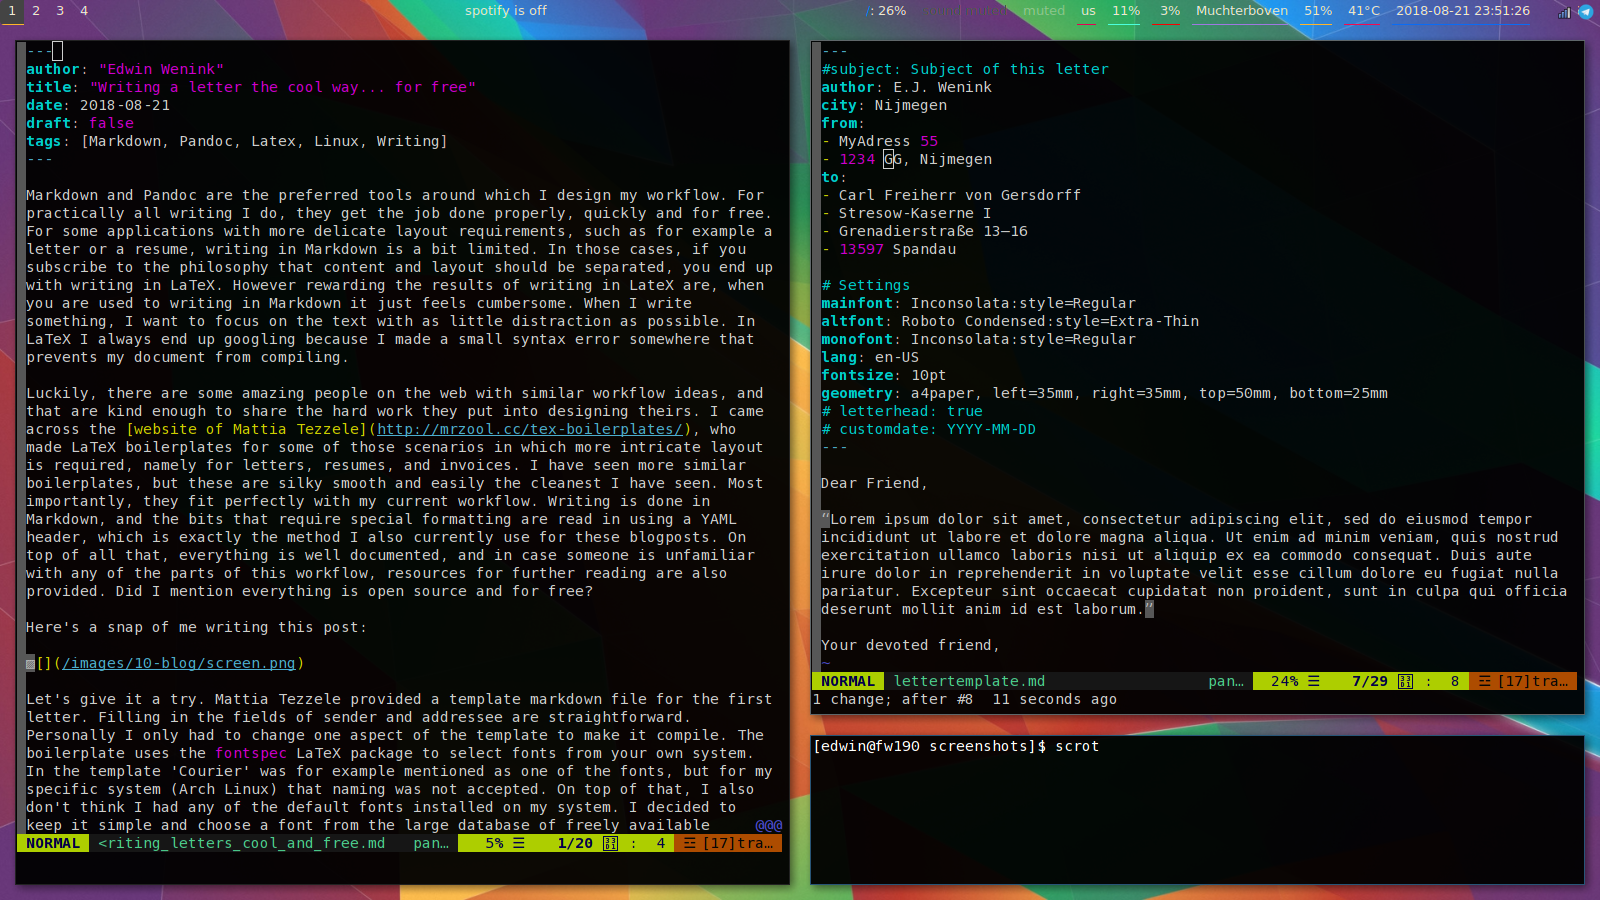 1 2 3 4 spotify is off /: 26% muted us 11% 3% Muchterboven 51% 41°C 2018-08-21 23:51:26
---
author: "Edwin Wenink"
title: "Writing a letter the cool way... for free"
date: 2018-08-21
draft: false
tags: [Markdown, Pandoc, Latex, Linux, Writing]
---
Markdown and Pandoc are the preferred tools around which I design my workflow. For
practically all writing I do, they get the job done properly, quickly and for free.
For some applications with more delicate layout requirements, such as for example a
letter or a resume, writing in Markdown is a bit limited. In those cases, if you
subscribe to the philosophy that content and layout should be separated, you end up
with writing in LaTeX. However rewarding the results of writing in LateX are, when
you are used to writing in Markdown it just feels cumbersome. When I write
something, I want to focus on the text with as little distraction as possible. In
LaTeX I always end up googling because I made a small syntax error somewhere that
prevents my document from compiling.
Luckily, there are some amazing people on the web with similar workflow ideas, and
that are kind enough to share the hard work they put into designing theirs. I came
across the [website of Mattia Tezzele](http://mrzool.cc/tex-boilerplates/), who
made LaTeX boilerplates for some of those scenarios in which more intricate layout
is required, namely for letters, resumes, and invoices. I have seen more similar
boilerplates, but these are silky smooth and easily the cleanest I have seen. Most
importantly, they fit perfectly with my current workflow. Writing is done in
Markdown, and the bits that require special formatting are read in using a YAML
header, which is exactly the method I also currently use for these blogposts. On
top of all that, everything is well documented, and in case someone is unfamiliar
with any of the parts of this workflow, resources for further reading are also
provided. Did I mention everything is open source and for free?
Here's a snap of me writing this post:
[](/images/10-blog/screen.png)
Let's give it a try. Mattia Tezzele provided a template markdown file for the first
letter. Filling in the fields of sender and addressee are straightforward.
Personally I only had to change one aspect of the template to make it compile. The
boilerplate uses the fontspec LaTeX package to select fonts from your own system.
In the template 'Courier' was for example mentioned as one of the fonts, but for my
specific system (Arch Linux) that naming was not accepted. On top of that, I also
don't think I had any of the default fonts installed on my system. I decided to
keep it simple and choose a font from the large database of freely available @@@
NORMAL <riting_letters_cool_and_free.md pan… 5% ☰ 1/20 : 4 ☲ [17]tra…
---
#subject: Subject of this letter
author: E.J. Wenink
city: Nijmegen
from:
- MyAdress 55
- 1234 GG, Nijmegen
to:
- Carl Freiherr von Gersdorff
- Stresow-Kaserne I
- Grenadierstraße 13–16
- 13597 Spandau
# Settings
mainfont: Inconsolata:style=Regular
altfont: Roboto Condensed:style=Extra-Thin
monofont: Inconsolata:style=Regular
lang: en-US
fontsize: 10pt
geometry: a4paper, left=35mm, right=35mm, top=50mm, bottom=25mm
# letterhead: true
# customdate: YYYY-MM-DD
---
Dear Friend,
“Lorem ipsum dolor sit amet, consectetur adipiscing elit, sed do eiusmod tempor
incididunt ut labore et dolore magna aliqua. Ut enim ad minim veniam, quis nostrud
exercitation ullamco laboris nisi ut aliquip ex ea commodo consequat. Duis aute
irure dolor in reprehenderit in voluptate velit esse cillum dolore eu fugiat nulla
pariatur. Excepteur sint occaecat cupidatat non proident, sunt in culpa qui officia
deserunt mollit anim id est laborum.”
Your devoted friend,
~
NORMAL lettertemplate.md pan… 24% ☰ 7/29 : 8 ☲ [17]tra…
1 change; after #8 11 seconds ago
[edwin@fw190 screenshots]$ scrot